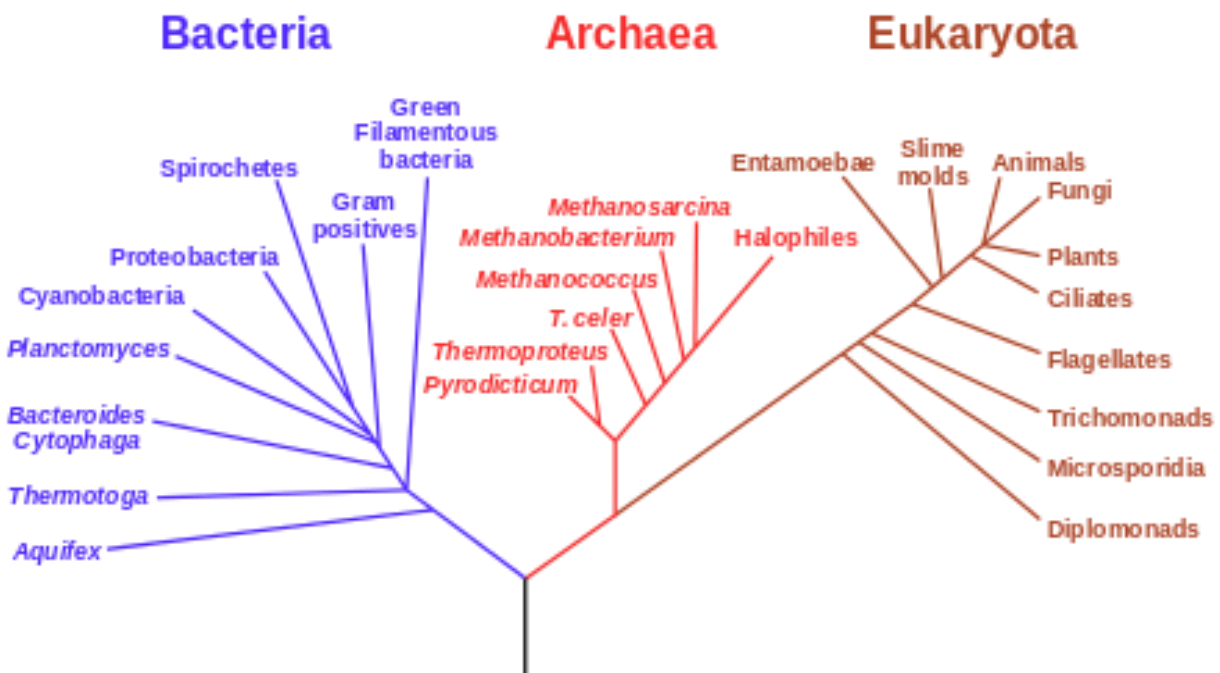 Bacteria
Archaea
Eukaryota
Green
Filamentous
bacteria
Spirochetes
Gram
positives
Proteobacteria
Cyanobacteria
Planctomyces
Bacteroides
Cytophaga
Thermotoga
Aquifex
Methanosarcina
Methanobacterium
Halophiles
Methanococcus
T. celer
Thermoproteus
Pyrodicticum
Entamoebae
Slime
molds
Animals
Fungi
Plants
Ciliates
Flagellates
Trichomonads
Microsporidia
Diplomonads